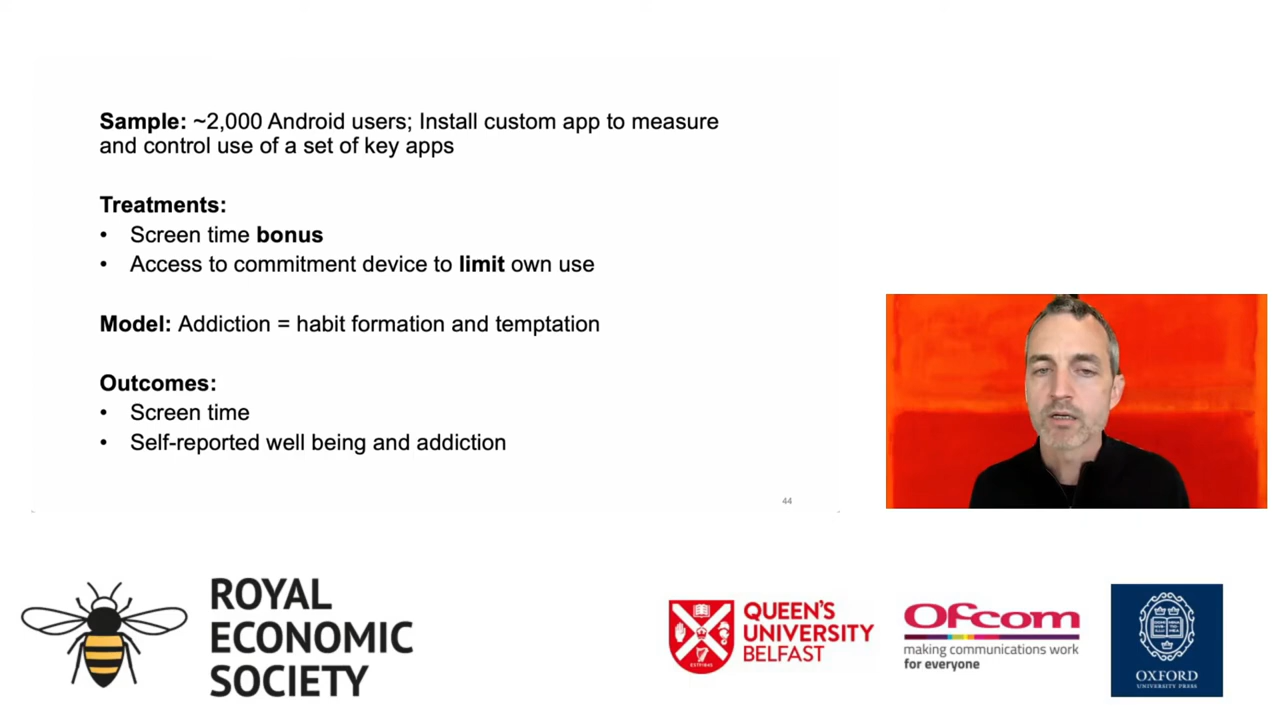 Sample: ~2,000 Android users; Install custom app to measure
and control use of a set of key apps
Treatments:
• Screen time bonus
• Access to commitment device to limit own use
Model: Addiction = habit formation and temptation
Outcomes:
• Screen time
• Self-reported well being and addiction
44
ROYAL
ECONOMIC
SOCIETY
QUEEN'S
UNIVERSITY
BELFAST
ESTD1845
Ofcom
making communications work
for everyone
OXFORD
UNIVERSITY PRESS